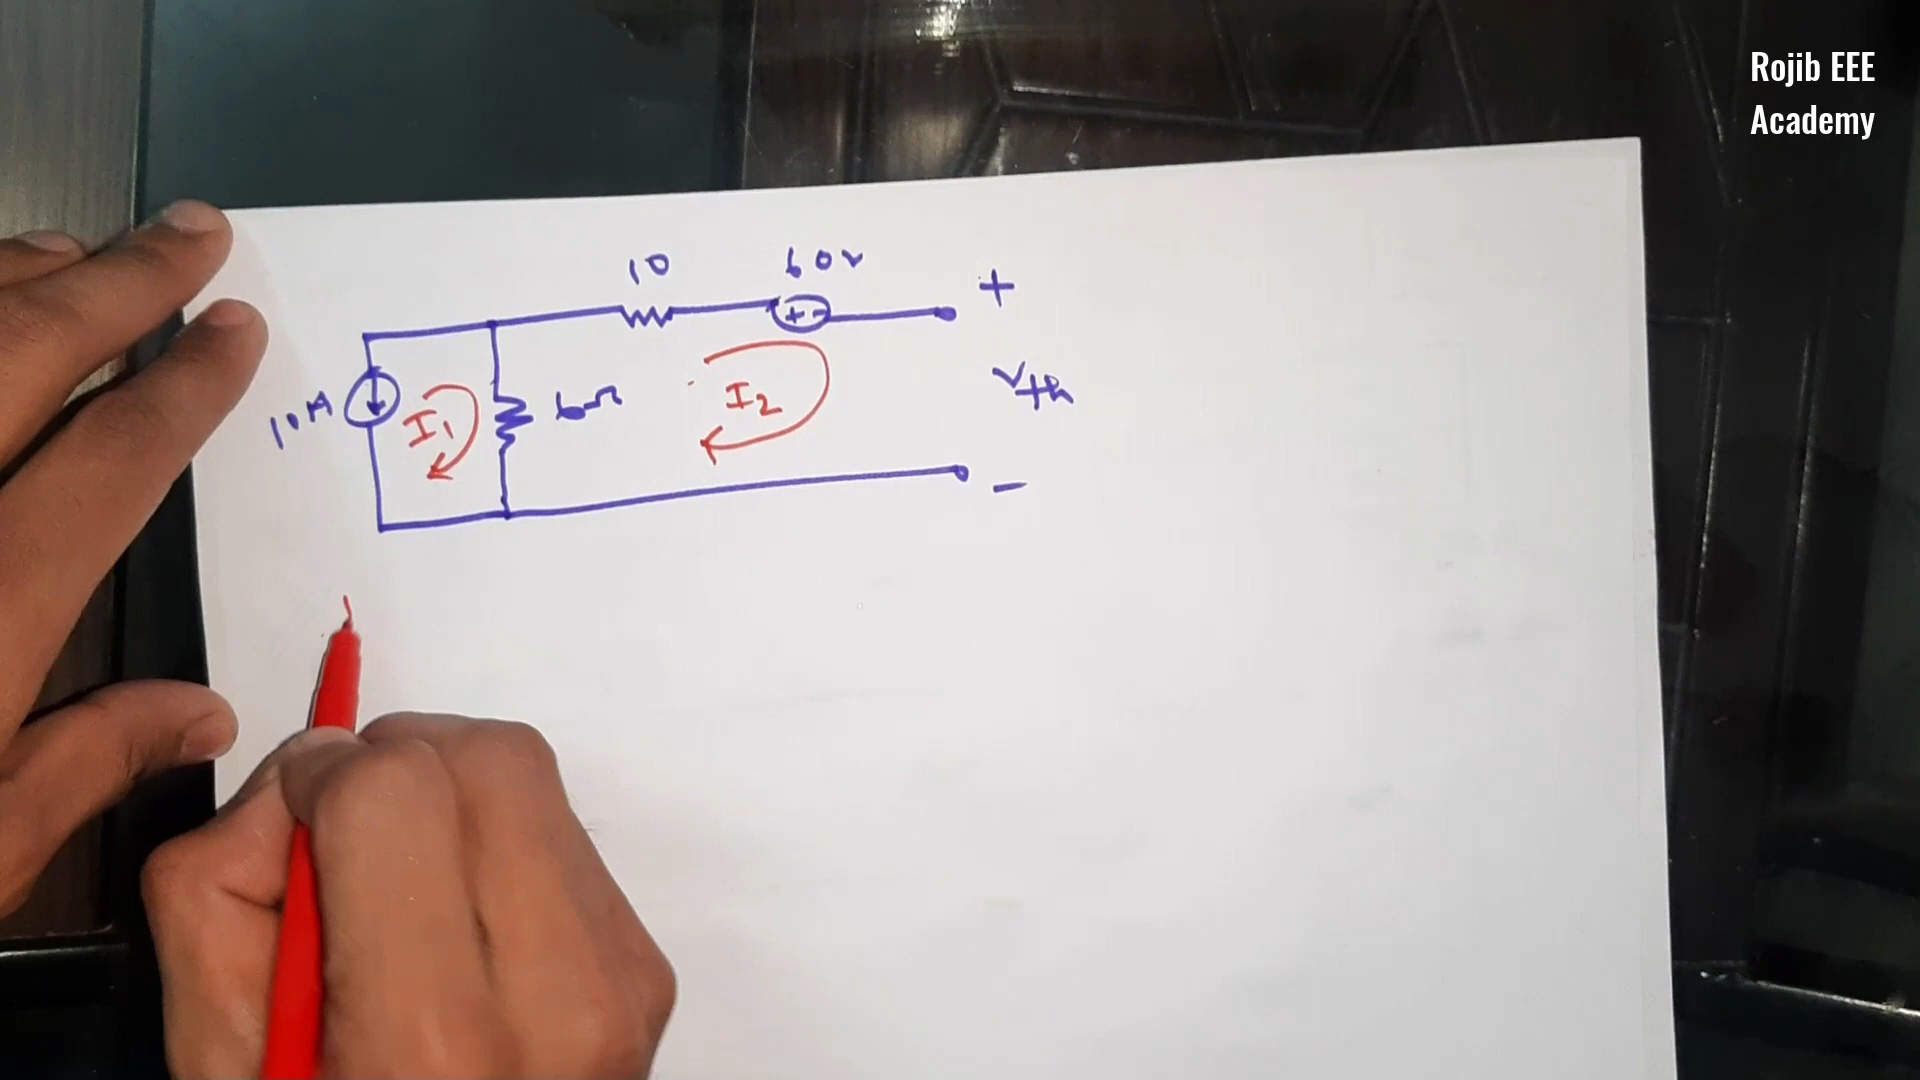 Rojib EEE
Academy
10
60v
+
+ -
10A
I1
6Ω
I2
Vth
-